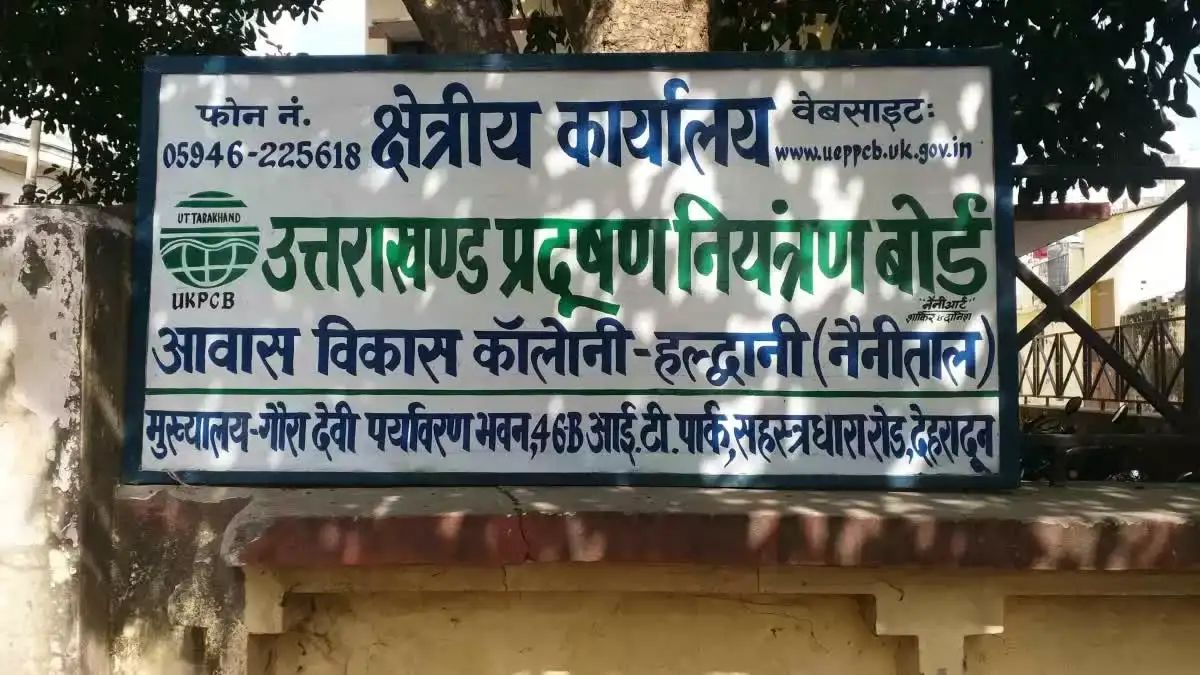 फोन नं.
05946-225618
क्षेत्रीय कार्यालय
वेबसाइटः
www.ueppcb.uk.gov.in
UTTARAKHAND
UKPCB
उत्तराखण्ड प्रदूषण नियंत्रण बोर्ड
"नैनीआर्ट"
आवास विकास कॉलोनी-हल्द्वानी (नैनीताल)
मुख्यालय-गौरा देवी पर्यावरण भवन,46B आई.टी. पार्क,सहस्त्रधारा रोड,देहरादून